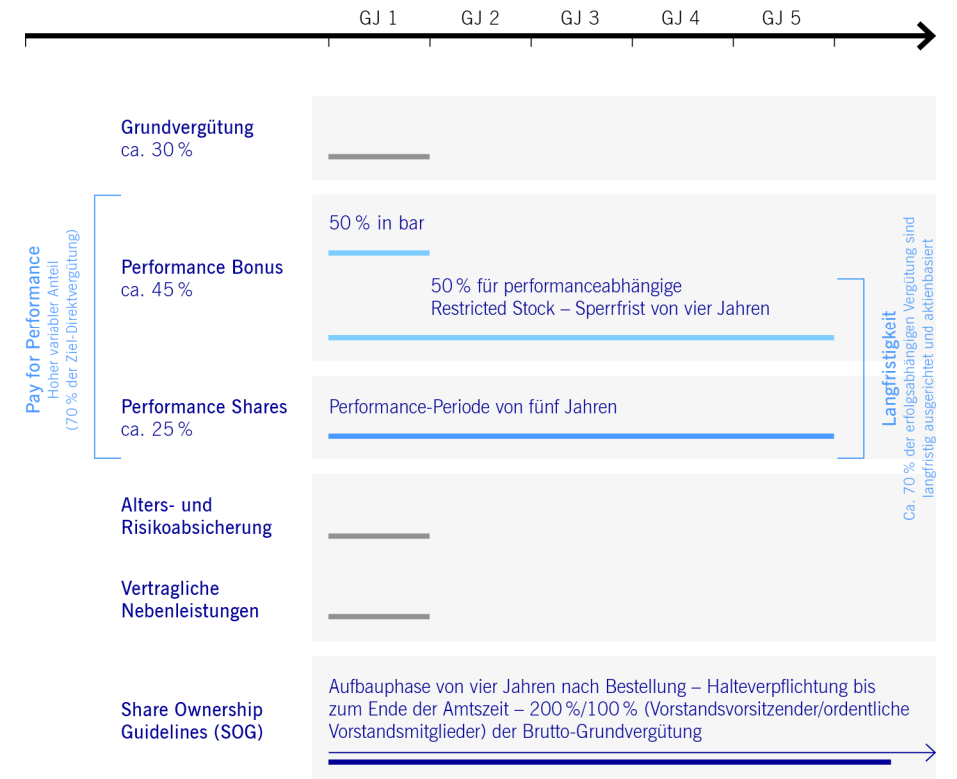 GJ 1 GJ 2 GJ 3 GJ 4 GJ 5
Grundvergütung
ca. 30 %
Pay for Performance
Hoher variabler Anteil
(70 % der Ziel-Direktvergütung)
Performance Bonus
ca. 45 %
50 % in bar
50 % für performanceabhängige
Restricted Stock – Sperrfrist von vier Jahren
Performance Shares
ca. 25 %
Performance-Periode von fünf Jahren
Langfristigkeit
Ca. 70 % der erfolgsabhängigen Vergütung sind
langfristig ausgerichtet und aktienbasiert
Alters- und
Risikoabsicherung
Vertragliche
Nebenleistungen
Share Ownership
Guidelines (SOG)
Aufbauphase von vier Jahren nach Bestellung – Halteverpflichtung bis
zum Ende der Amtszeit – 200 %/100 % (Vorstandsvorsitzender/ordentliche
Vorstandsmitglieder) der Brutto-Grundvergütung